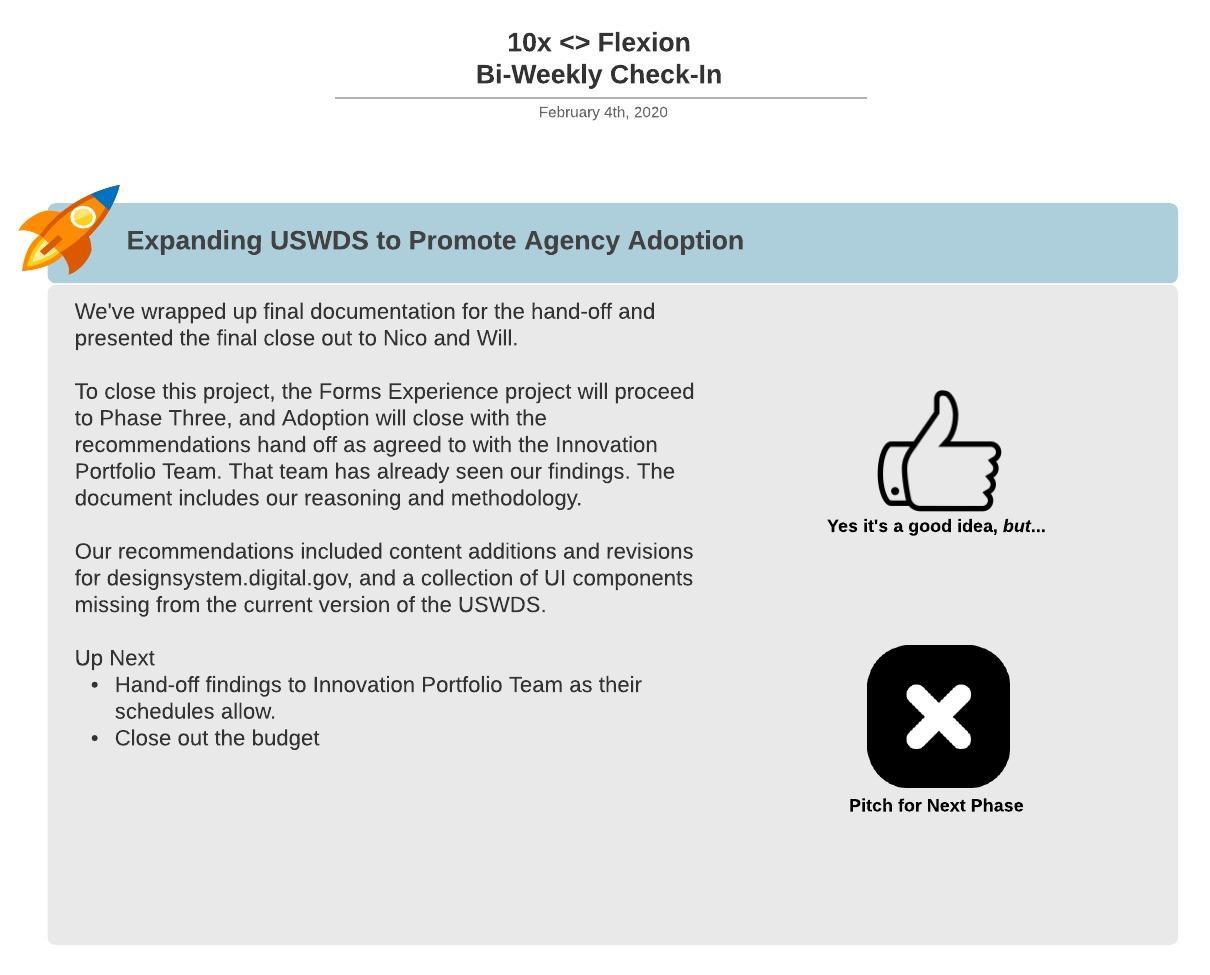 10x <> Flexion
Bi-Weekly Check-In
February 4th, 2020
Expanding USWDS to Promote Agency Adoption
We've wrapped up final documentation for the hand-off and
presented the final close out to Nico and Will.
To close this project, the Forms Experience project will proceed
to Phase Three, and Adoption will close with the
recommendations hand off as agreed to with the Innovation
Portfolio Team. That team has already seen our findings. The
document includes our reasoning and methodology.
Our recommendations included content additions and revisions
for designsystem.digital.gov, and a collection of UI components
missing from the current version of the USWDS.
Up Next
• Hand-off findings to Innovation Portfolio Team as their
schedules allow.
• Close out the budget
Yes it's a good idea, but...
Pitch for Next Phase